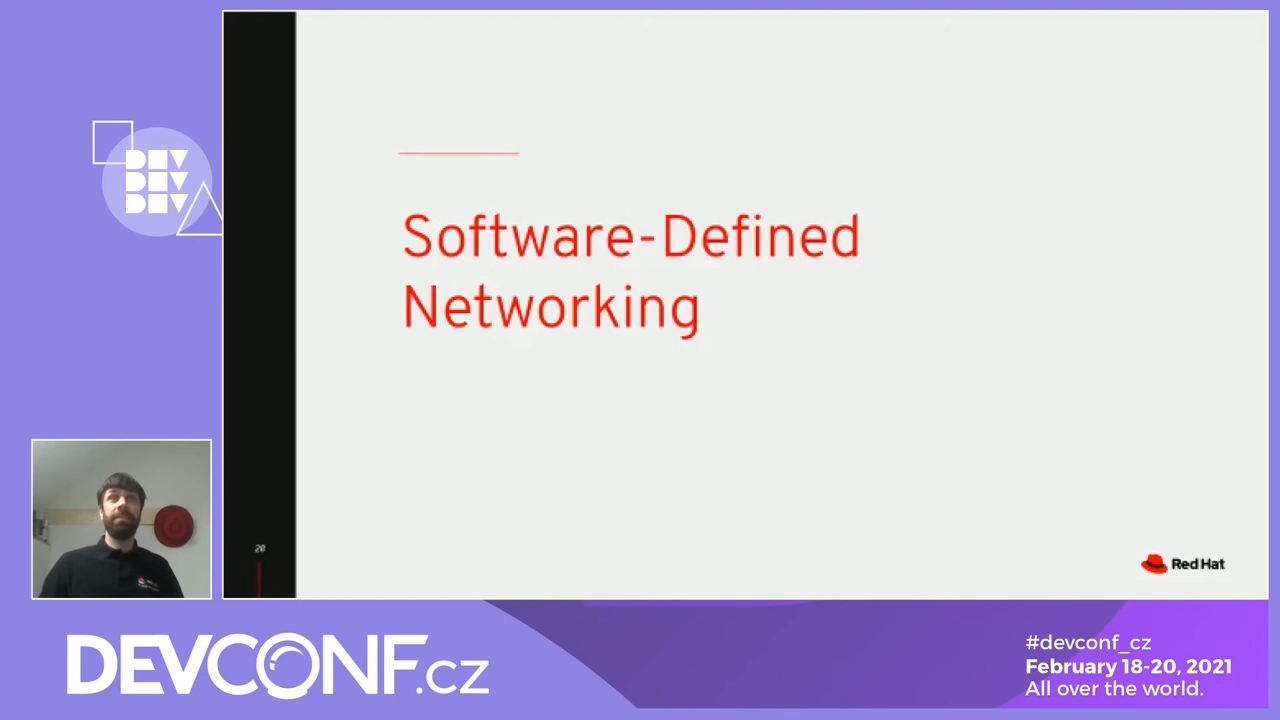 DEV
DEV
DEV
Software-Defined
Networking
20
Red Hat
DEVCONF.cz
#devconf_cz
February 18-20, 2021
All over the world.